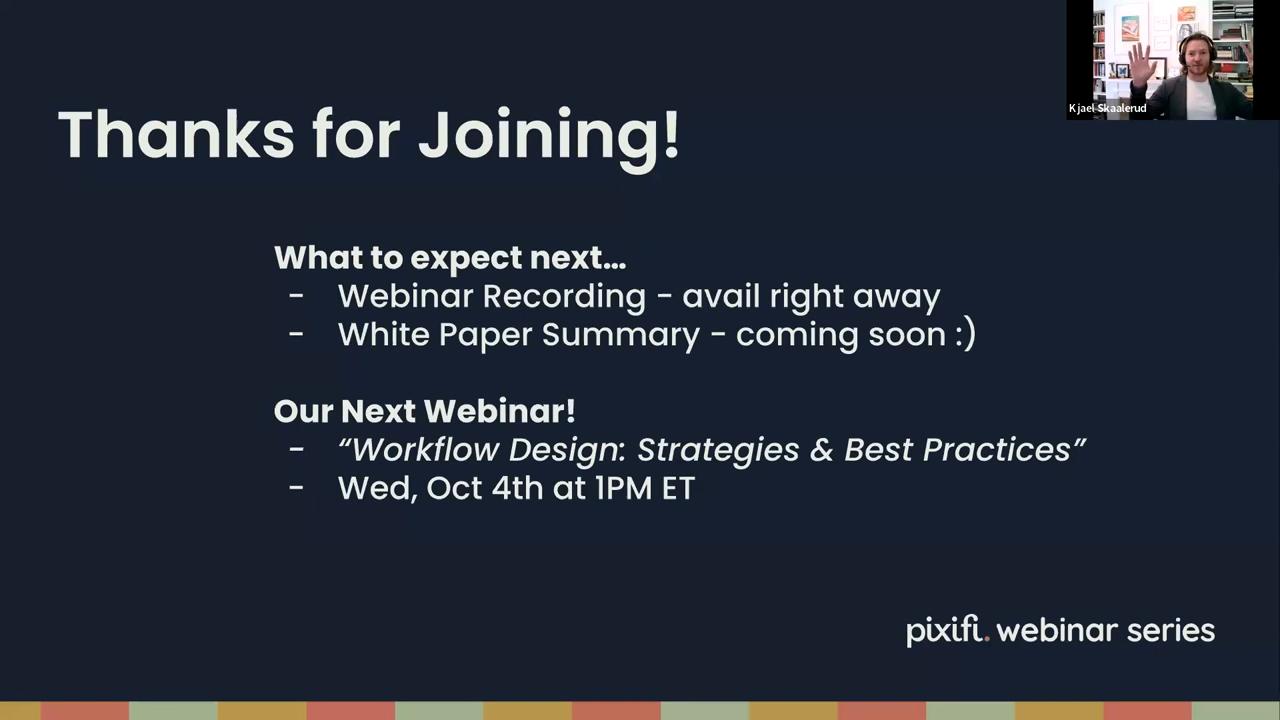 Kjael Skaalerud
Thanks for Joining!
What to expect next…
- Webinar Recording - avail right away
- White Paper Summary - coming soon :)
Our Next Webinar!
- “Workflow Design: Strategies & Best Practices”
- Wed, Oct 4th at 1PM ET
pixifi. webinar series